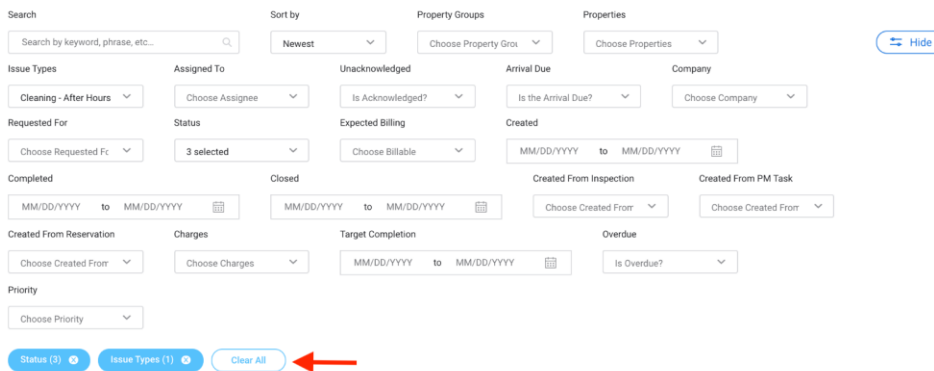 Search Sort by Property Groups Properties
Search by keyword, phrase, etc... Newest Choose Property Grou Choose Properties Hide
Issue Types Assigned To Unacknowledged Arrival Due Company
Cleaning - After Hours Choose Assignee Is Acknowledged? Is the Arrival Due? Choose Company
Requested For Status Expected Billing Created
Choose Requested Fc 3 selected Choose Billable MM/DD/YYYY to MM/DD/YYYY
Completed Closed Created From Inspection Created From PM Task
MM/DD/YYYY to MM/DD/YYYY MM/DD/YYYY to MM/DD/YYYY Choose Created From Choose Created From
Created From Reservation Charges Target Completion Overdue
Choose Created From Choose Charges MM/DD/YYYY to MM/DD/YYYY Is Overdue?
Priority
Choose Priority
Status (3) Issue Types (1) Clear All